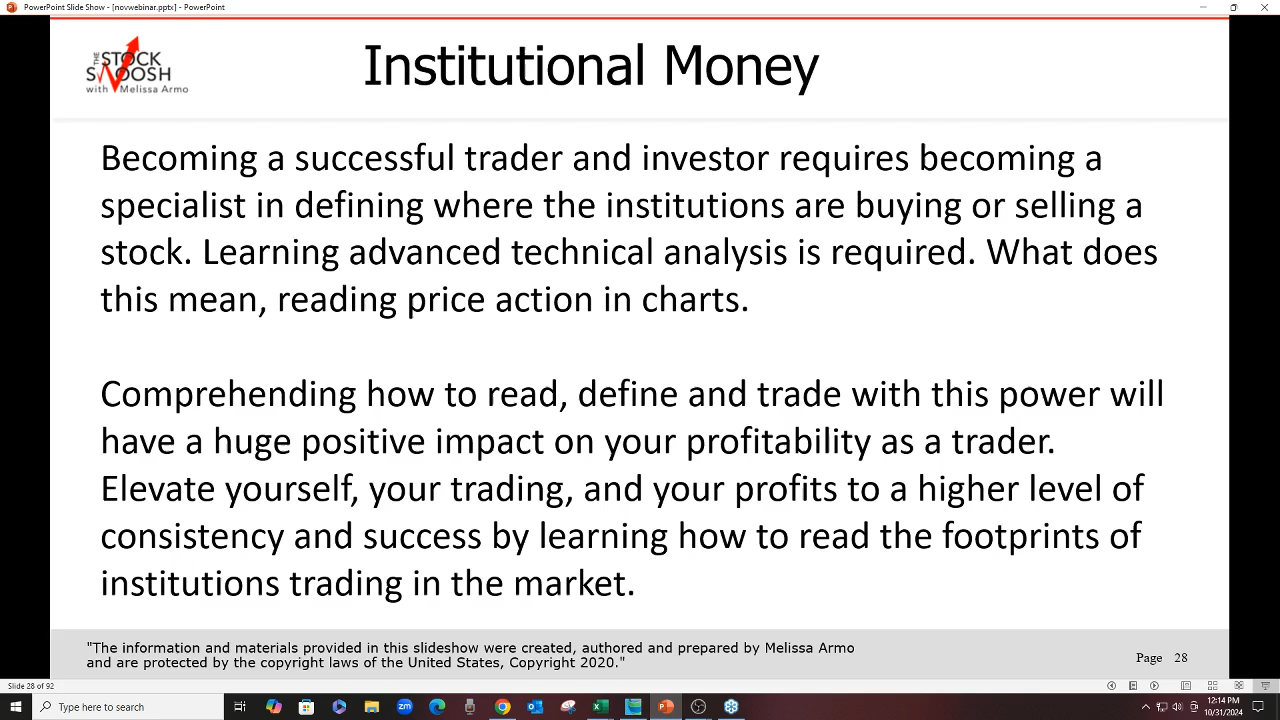 PowerPoint Slide Show - [novwebinar.pptx] - PowerPoint
THE
STOCK
SWOOSH
with Melissa Armo
Institutional Money
Becoming a successful trader and investor requires becoming a
specialist in defining where the institutions are buying or selling a
stock. Learning advanced technical analysis is required. What does
this mean, reading price action in charts.
Comprehending how to read, define and trade with this power will
have a huge positive impact on your profitability as a trader.
Elevate yourself, your trading, and your profits to a higher level of
consistency and success by learning how to read the footprints of
institutions trading in the market.
"The information and materials provided in this slideshow were created, authored and prepared by Melissa Armo
and are protected by the copyright laws of the United States, Copyright 2020."
Page 28
Slide 28 of 92
Type here to search
12:14 PM
10/31/2024